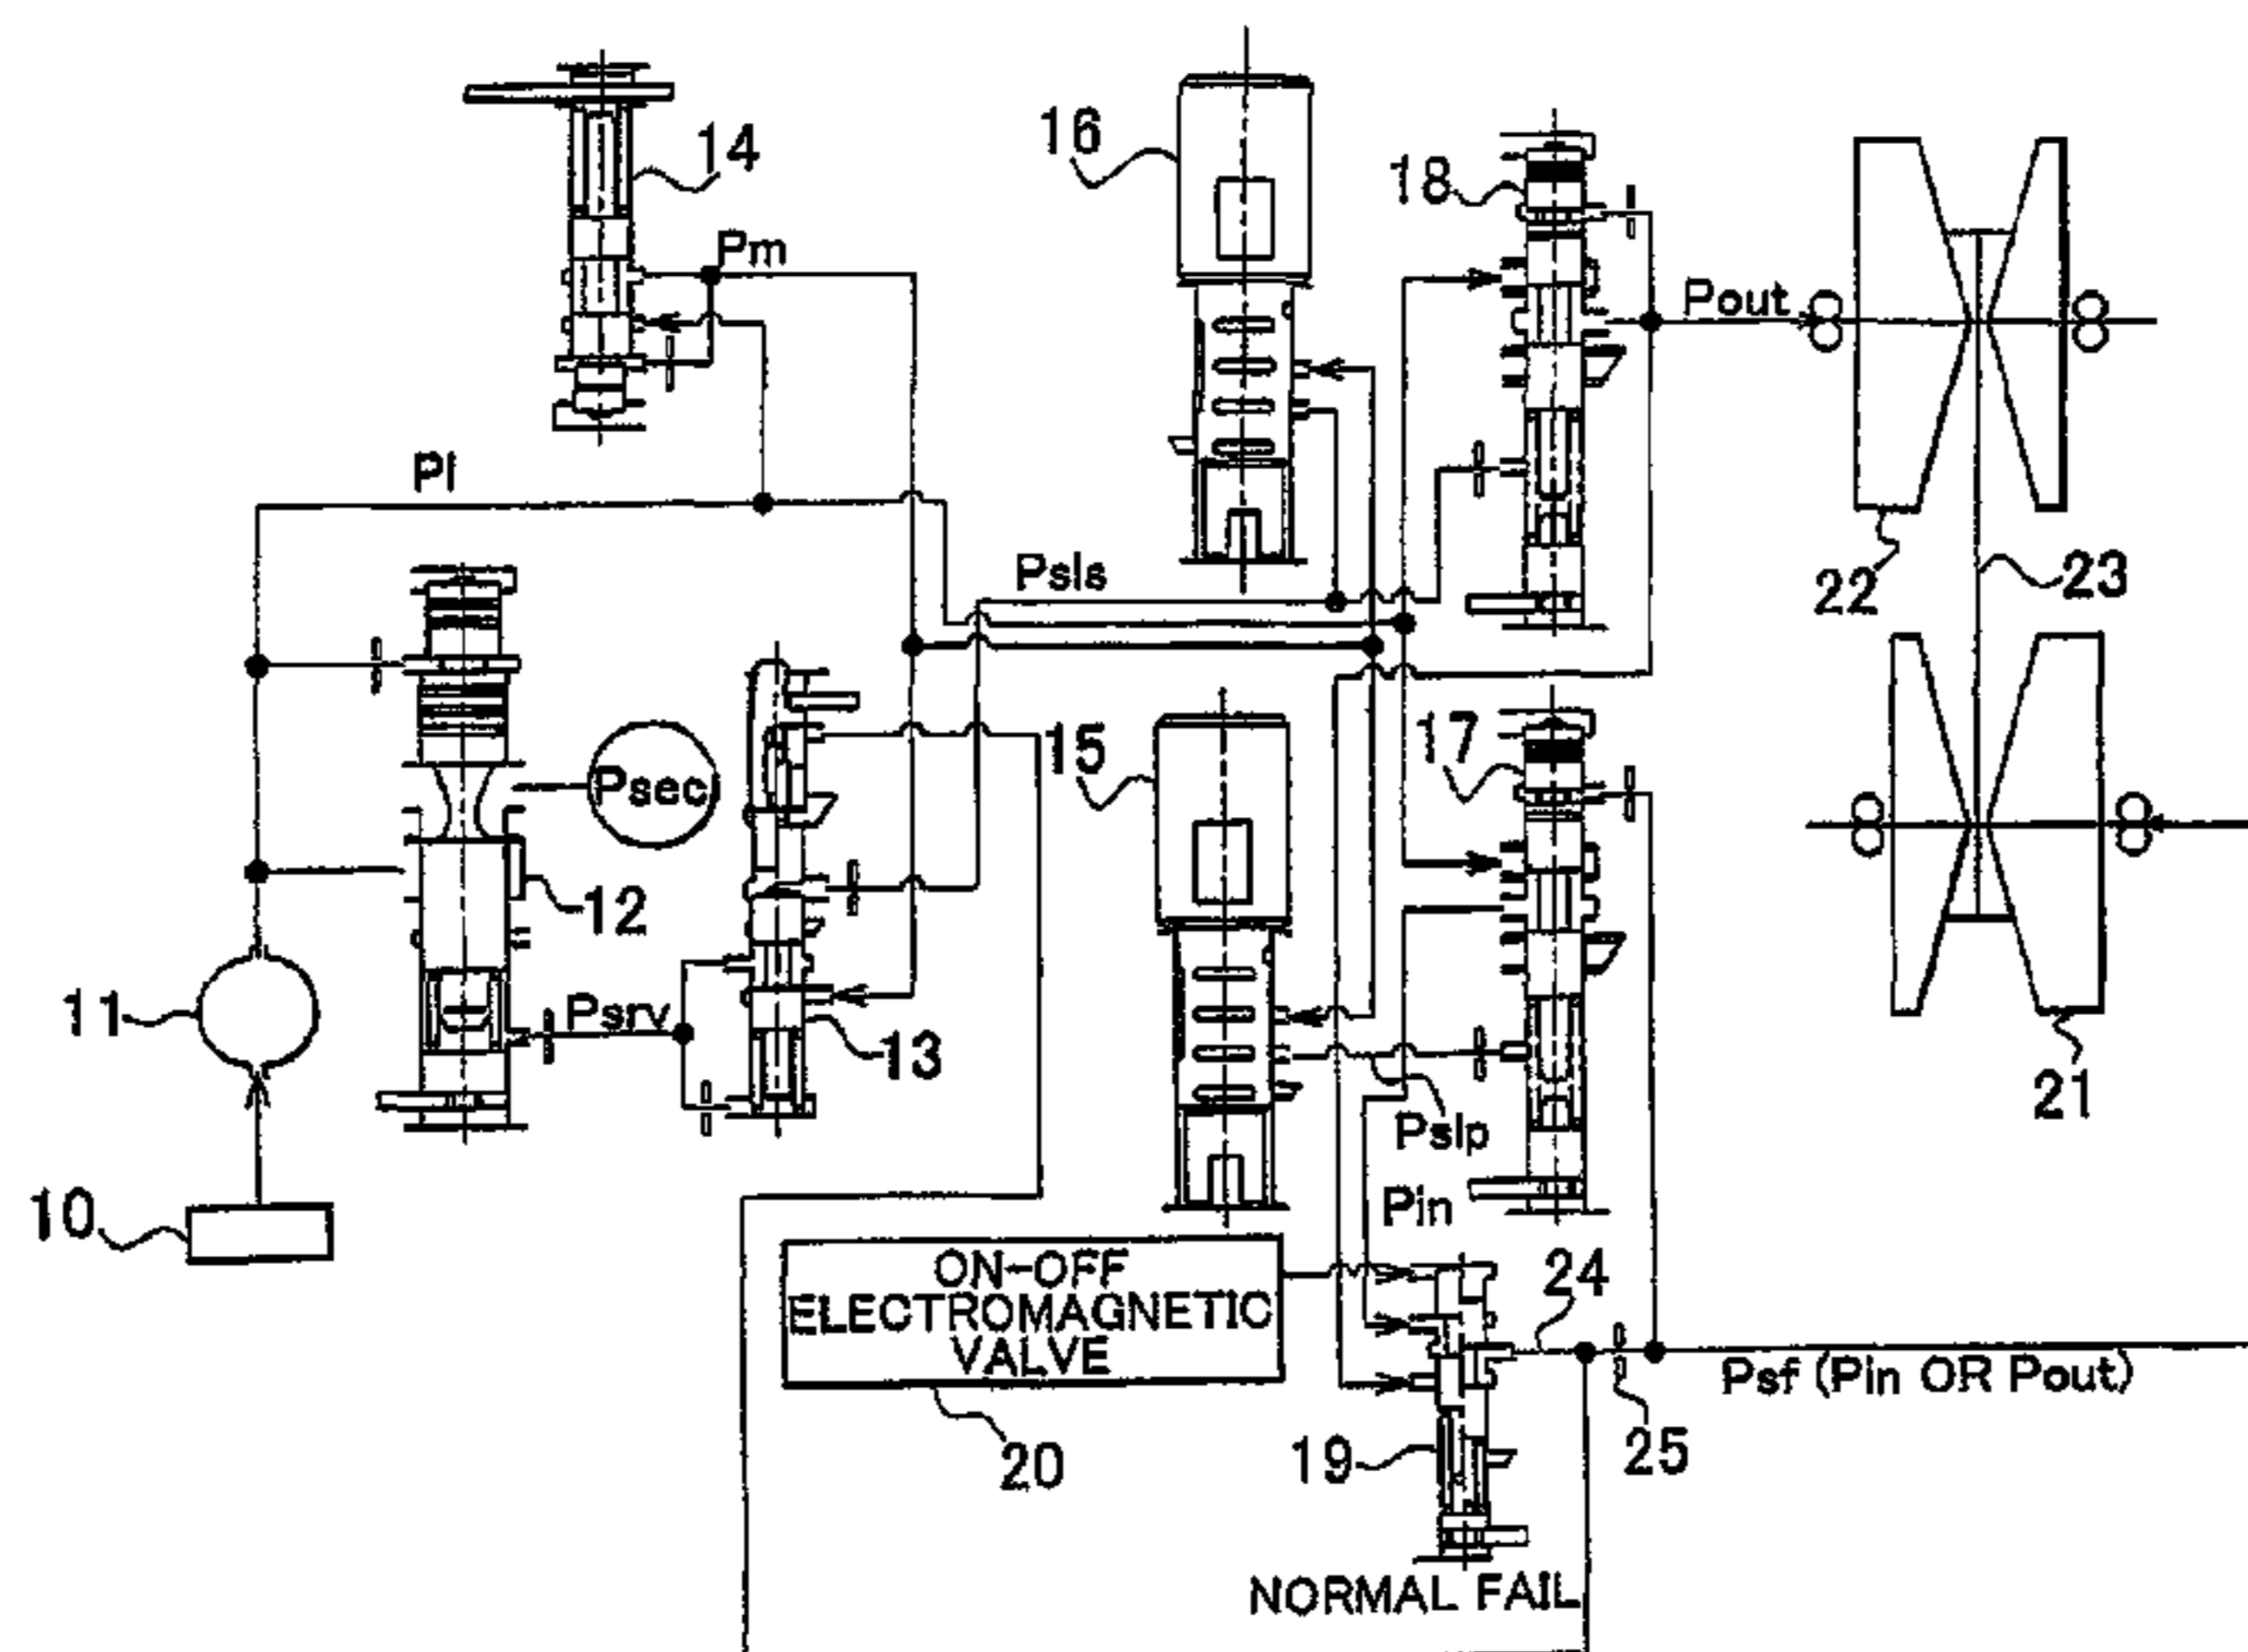 14
16
18
Pm
Pout
Pl
Psls
22
23
Psec
15
17
12
11
Psrv
13
Pslp
21
10
Pin
ON-OFF
ELECTROMAGNETIC
VALVE
24
Psf (Pin OR Pout)
20
19
25
NORMAL FAIL